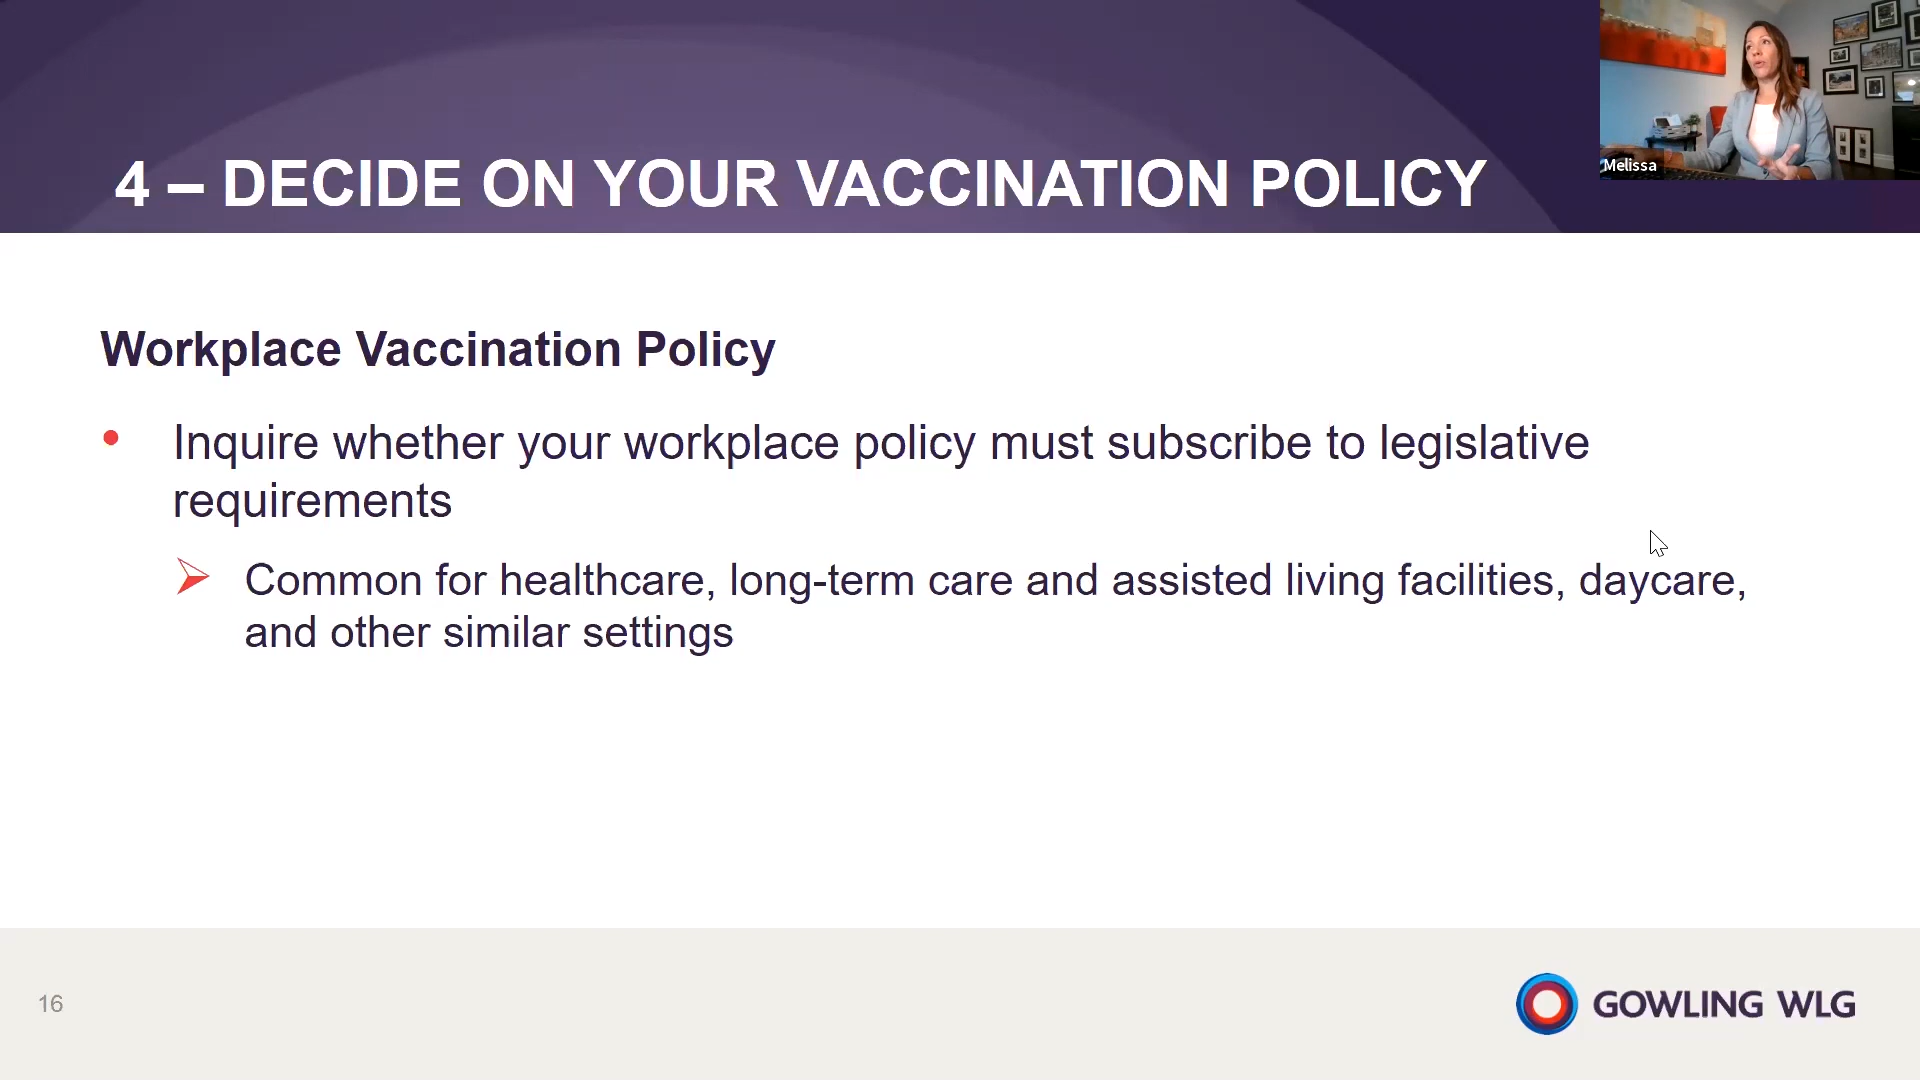 4 – DECIDE ON YOUR VACCINATION POLICY
Melissa
Workplace Vaccination Policy
• Inquire whether your workplace policy must subscribe to legislative
requirements
➢ Common for healthcare, long-term care and assisted living facilities, daycare,
and other similar settings
16
GOWLING WLG